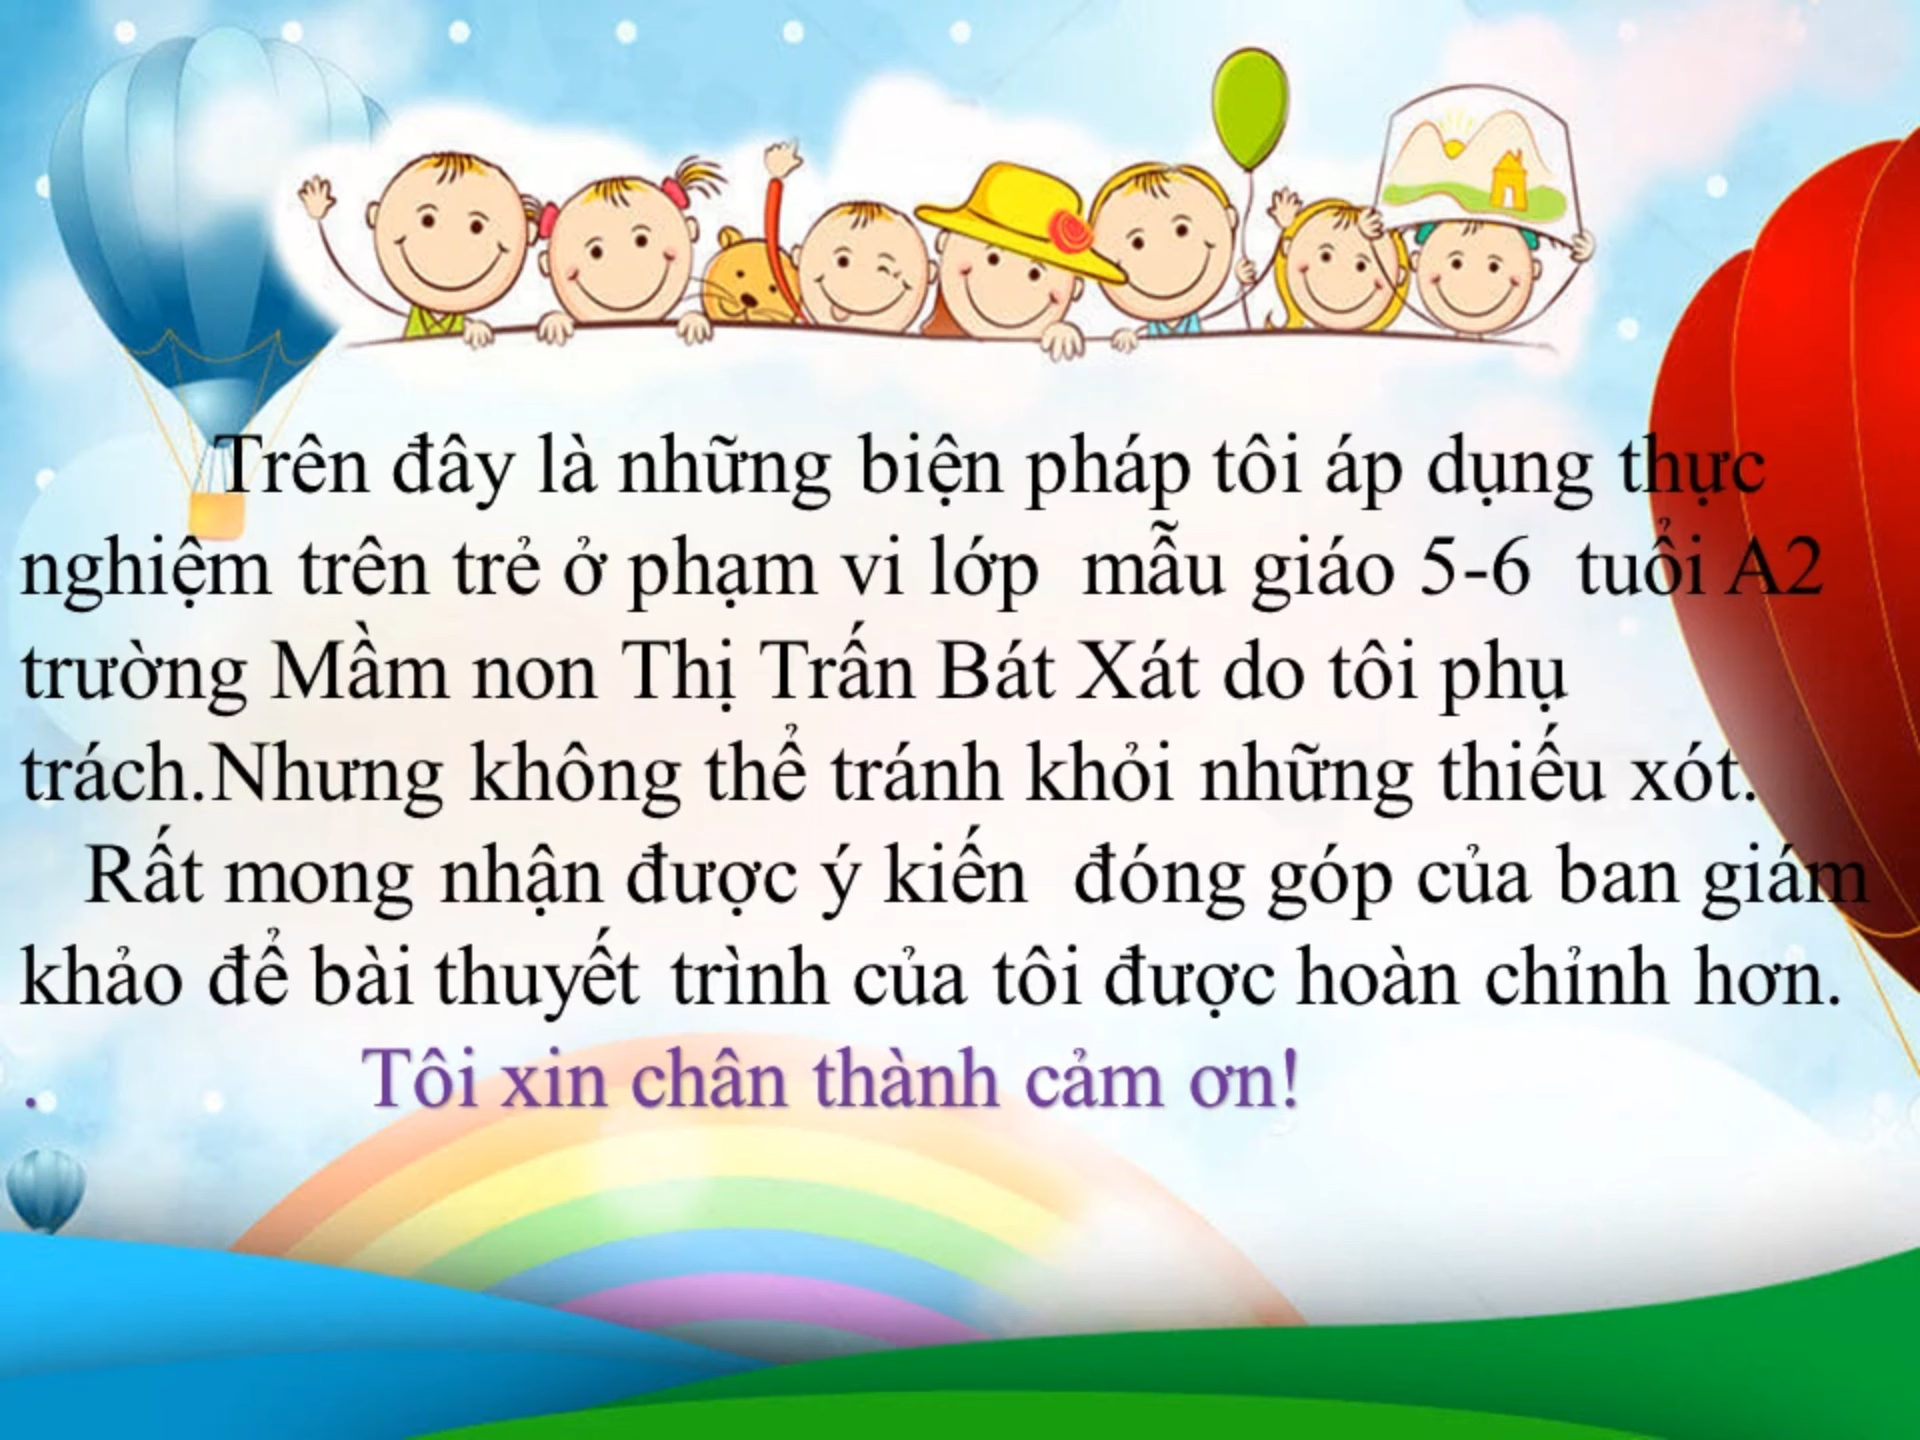 Trên đây là những biện pháp tôi áp dụng thực
nghiệm trên trẻ ở phạm vi lớp mẫu giáo 5-6 tuổi A2
trường Mầm non Thị Trấn Bát Xát do tôi phụ
trách.Nhưng không thể tránh khỏi những thiếu xót.
Rất mong nhận được ý kiến đóng góp của ban giám
khảo để bài thuyết trình của tôi được hoàn chỉnh hơn.
. Tôi xin chân thành cảm ơn!